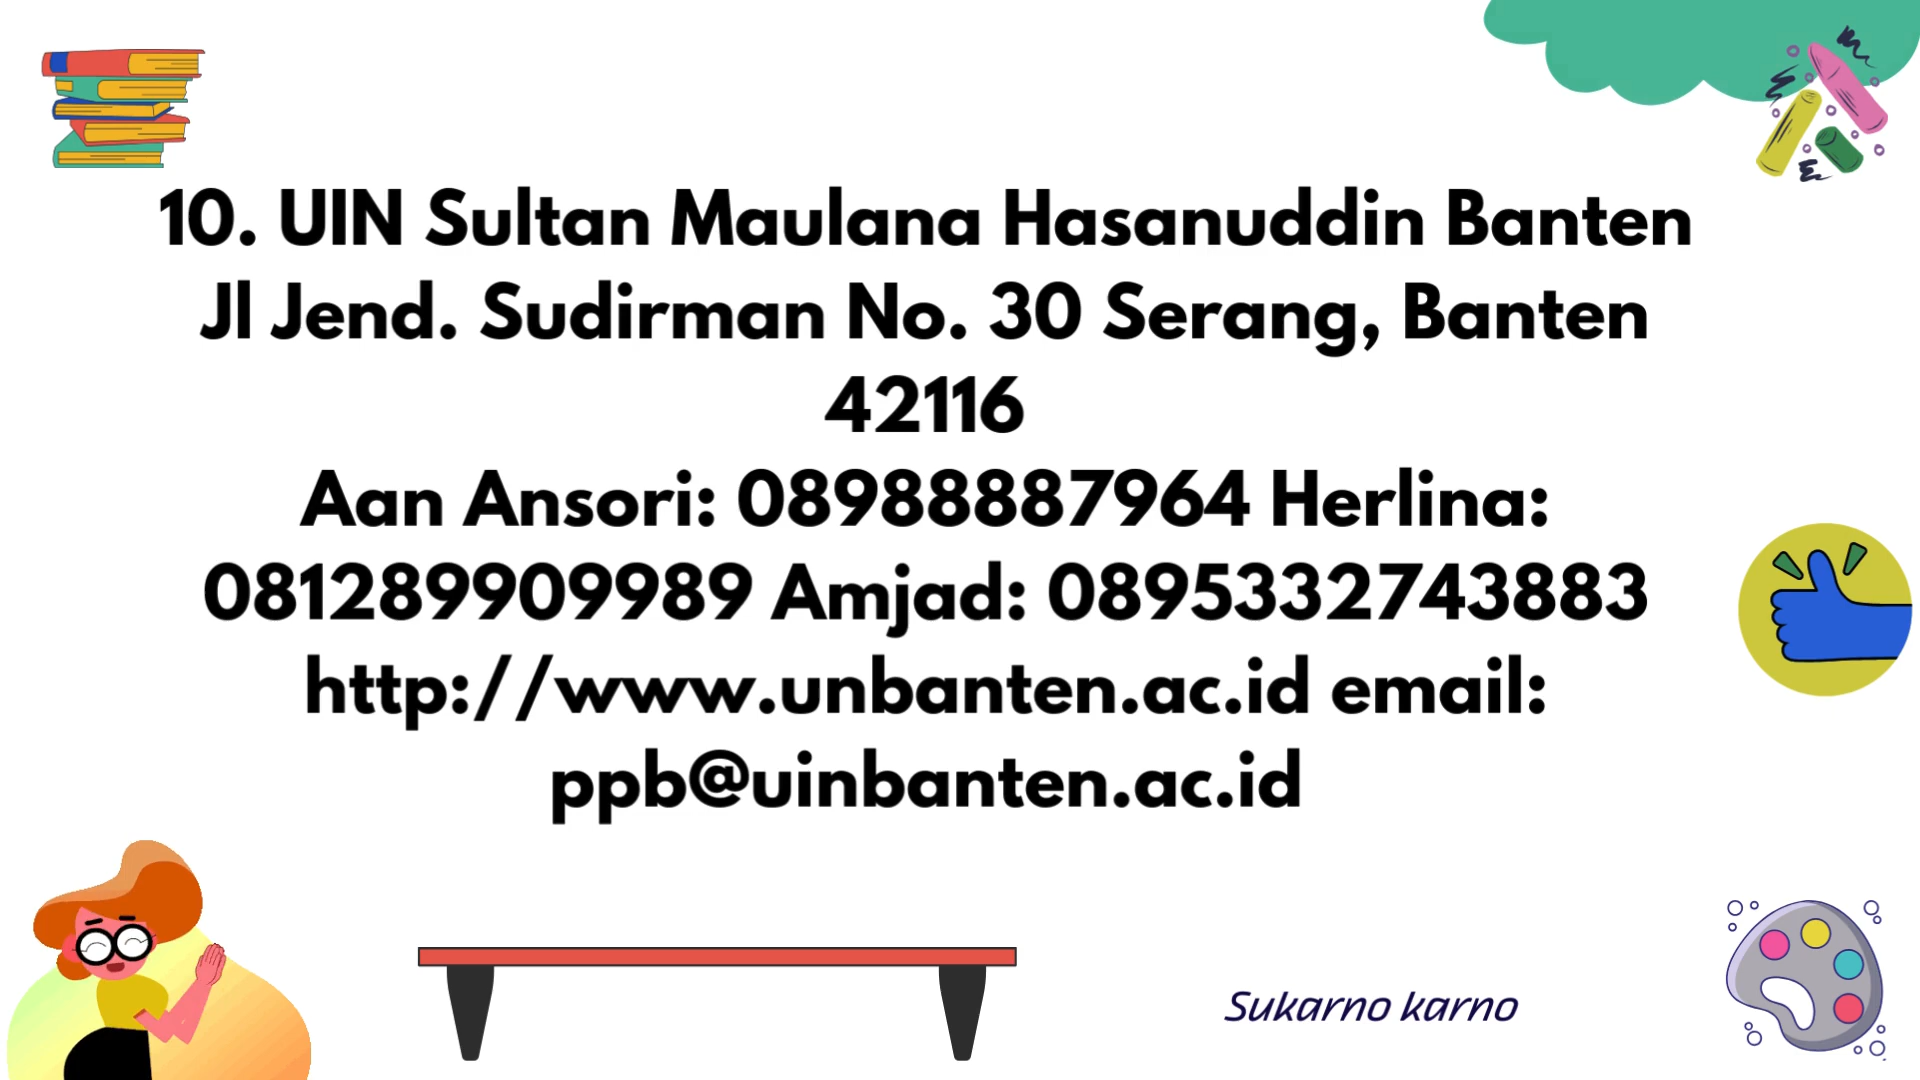 10. UIN Sultan Maulana Hasanuddin Banten
Jl Jend. Sudirman No. 30 Serang, Banten
42116
Aan Ansori: 08988887964 Herlina:
081289909989 Amjad: 0895332743883
http://www.unbanten.ac.id email:
ppb@uinbanten.ac.id
Sukarno karno